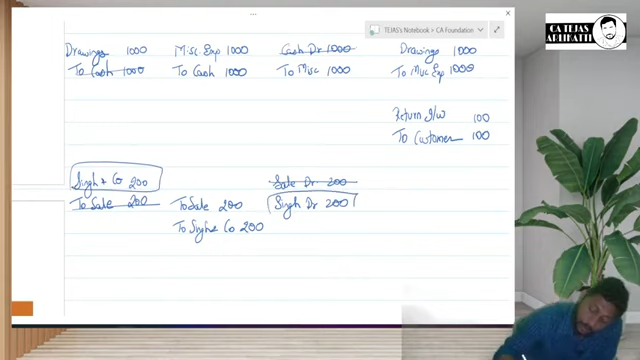 TEJAS's Notebook » CA Foundation
CA TEJAS
ARLIKATTI
Drawings 1000 Misc. Exp 1000 Cash Dr 1000 Drawings 1000
To Cash 1000 To Cash 1000 To Misc 1000 To Misc Exp 1000
Return I/W 100
To Customer 100
Singh & Co 200 Sale Dr 200
To Sale 200 To Sale 200 Singh Dr 200
To Singh & Co 200